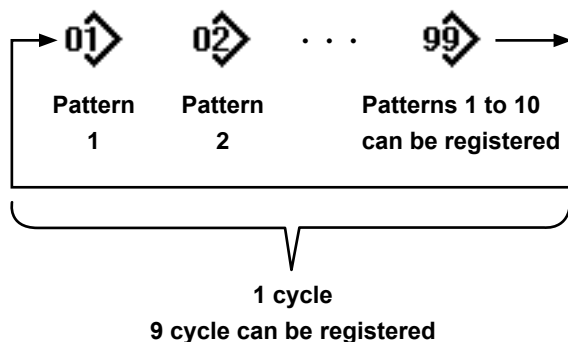 01 02 . . . 99
Pattern 1
Pattern 2
Patterns 1 to 10
can be registered
1 cycle
9 cycle can be registered